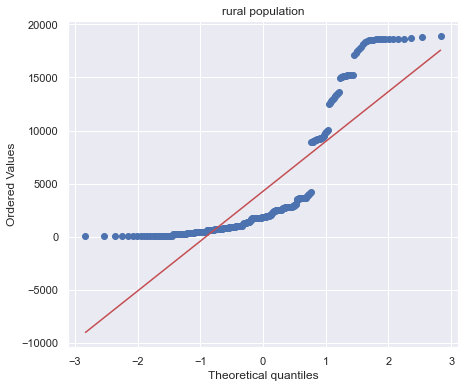 rural population
20000
15000
10000
5000
0
−5000
−10000
Ordered Values
−3 −2 −1 0 1 2 3
Theoretical quantiles